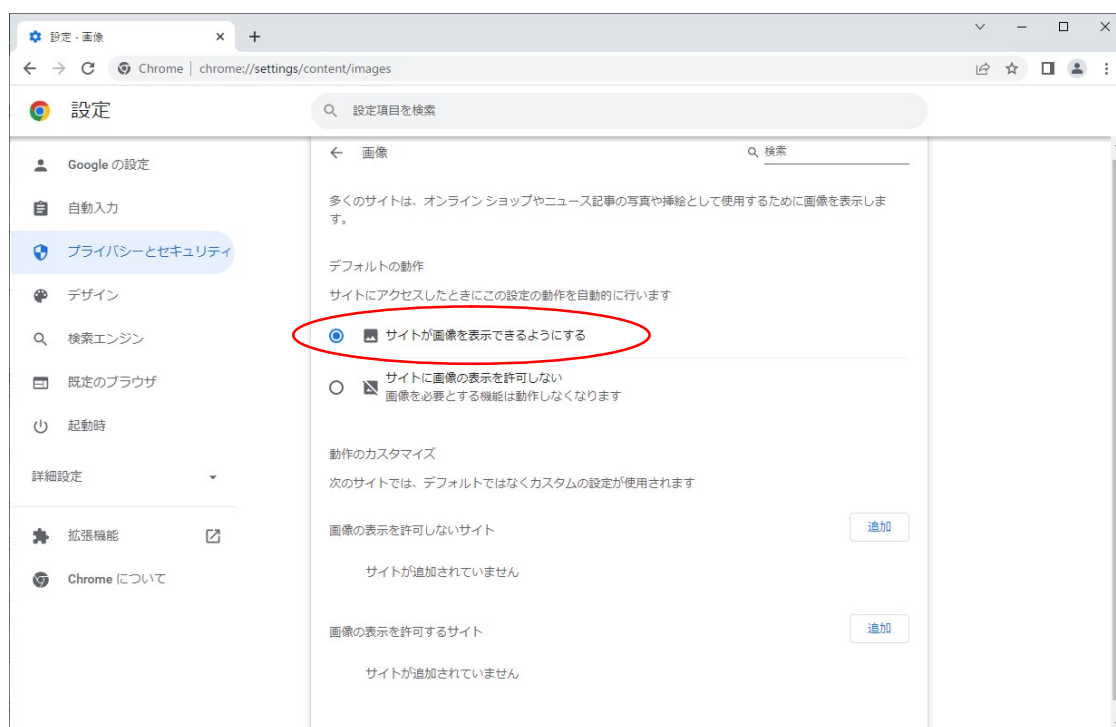 設定 - 画像
Chrome | chrome://settings/content/images
設定
設定項目を検索
Google の設定
自動入力
プライバシーとセキュリティ
デザイン
検索エンジン
既定のブラウザ
起動時
詳細設定
拡張機能
Chrome について
画像
検索
多くのサイトは、オンライン ショップやニュース記事の写真や挿絵として使用するために画像を表示しま
す。
デフォルトの動作
サイトにアクセスしたときにこの設定の動作を自動的に行います
サイトが画像を表示できるようにする
サイトに画像の表示を許可しない
画像を必要とする機能は動作しなくなります
動作のカスタマイズ
次のサイトでは、デフォルトではなくカスタムの設定が使用されます
画像の表示を許可しないサイト
追加
サイトが追加されていません
画像の表示を許可するサイト
追加
サイトが追加されていません